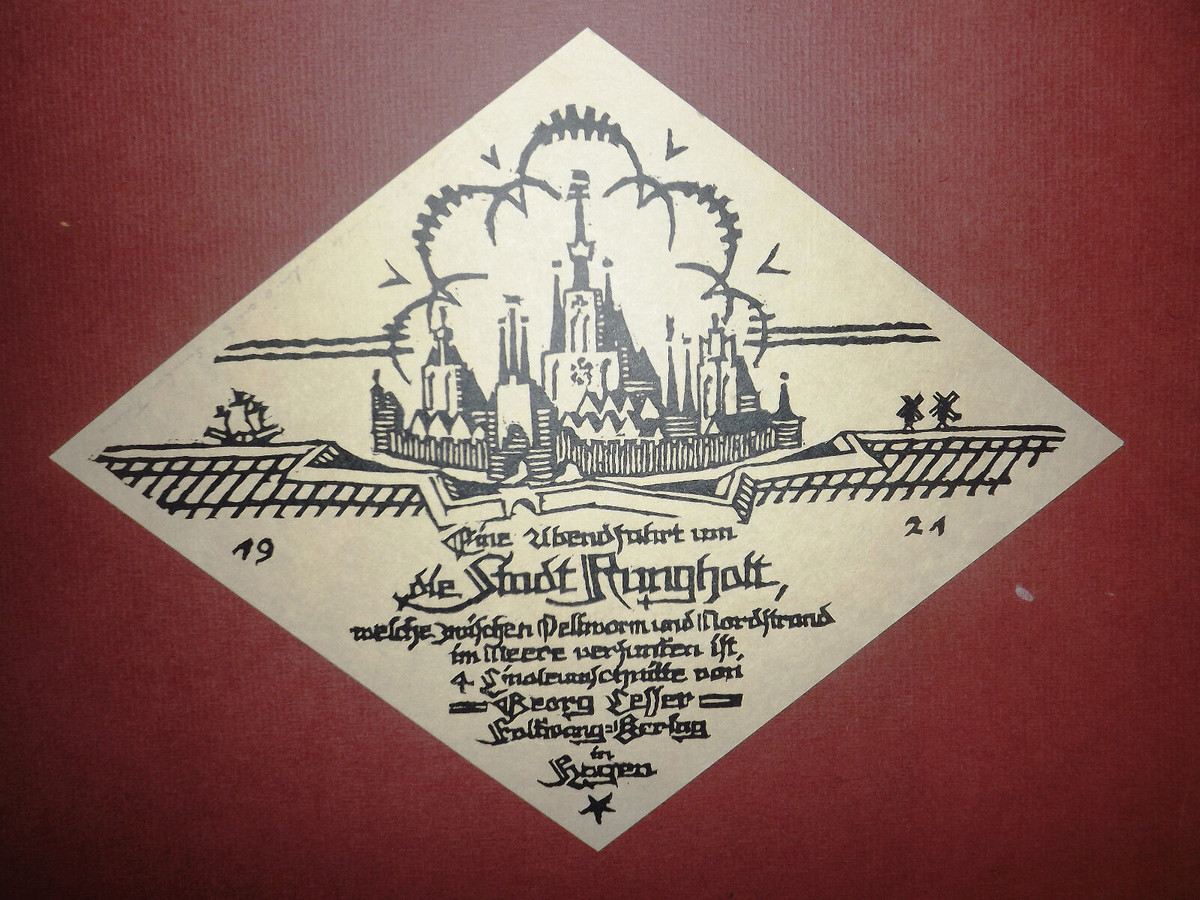 19 21
Eine Abendfahrt um
die Stadt Rungholt,
welche zwischen Pellworm und Nordstrand
im Meere versunken ist,
4 Linoleumschnitte von
Georg Lesser
Folkwang=Verlag
in
Hagen